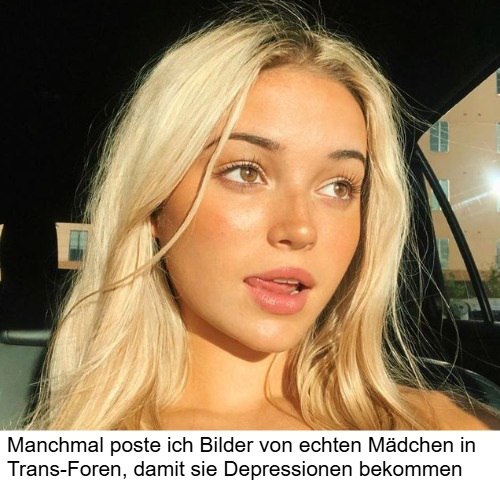 Manchmal poste ich Bilder von echten Mädchen in
Trans-Foren, damit sie Depressionen bekommen